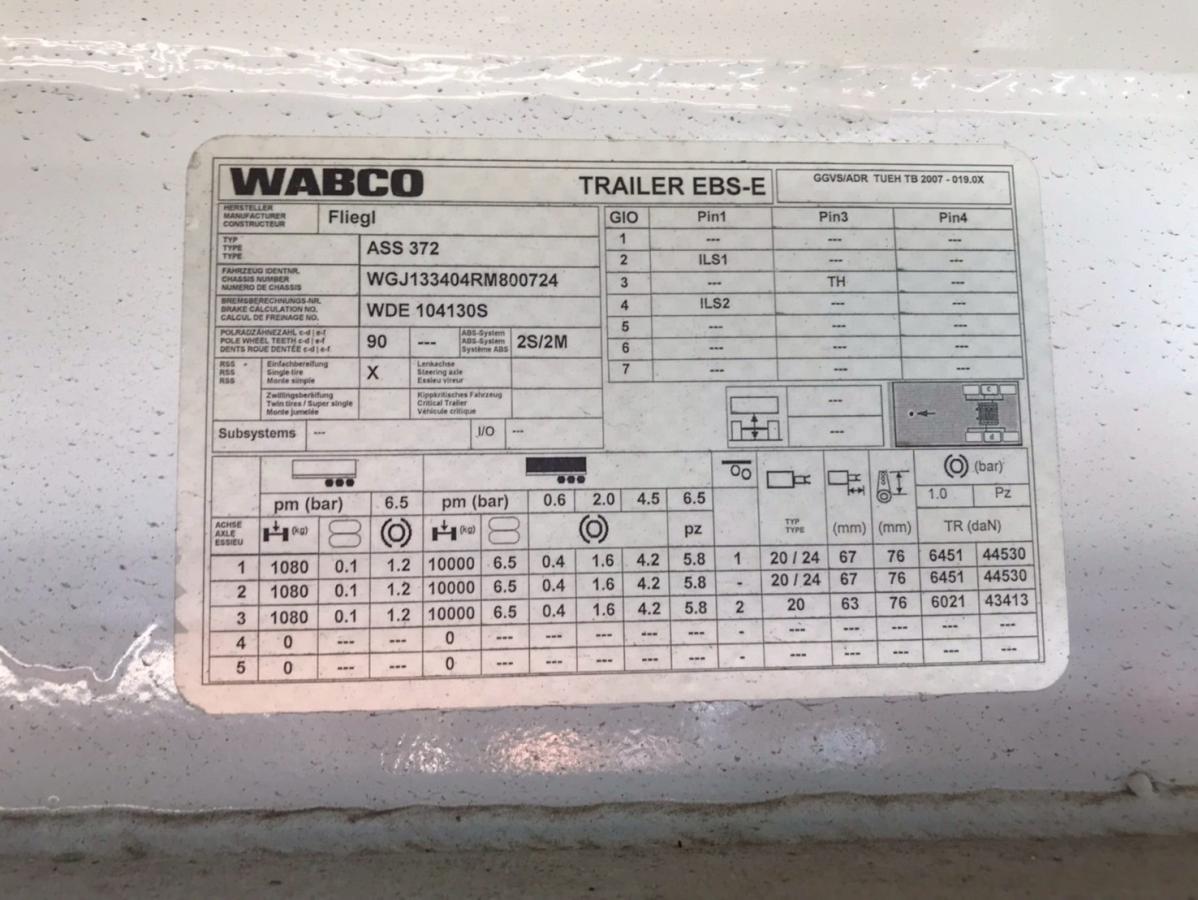 WABCO TRAILER EBS-E GGVS/ADR TUEH TB 2007 - 019.0X
HERSTELLER
MANUFACTURER
CONSTRUCTEUR
Fliegl
TYP
TYPE
TYPE
ASS 372
FAHRZEUG IDENTNR.
CHASSIS NUMBER
NUMERO DE CHASSIS
WGJ133404RM800724
BREMSBERECHNUNGS-NR.
BRAKE CALCULATION NO.
CALCUL DE FREINAGE NO.
WDE 104130S
POLRADZÄHNEZAHL c-d | e-f
POLE WHEEL TEETH c-d | e-f
DENTS ROUE DENTÉE c-d | e-f
90 ---
ABS-System
ABS-System
Système ABS
2S/2M
RSS -
RSS
RSS
Einfachbereifung
Single tire
Monte simple
X
Lenkachse
Steering axle
Essieu vireur
Zwillingsbereifung
Twin tires / Super single
Monte jumelée
Kippkritisches Fahrzeug
Critical Trailer
Véhicule critique
Subsystems --- I/O ---
GIO Pin1 Pin3 Pin4
1 --- --- ---
2 ILS1 --- ---
3 --- TH ---
4 ILS2 --- ---
5 --- --- ---
6 --- --- ---
7 --- --- ---
---
---
c
d
pm (bar) 6.5 pm (bar) 0.6 2.0 4.5 6.5
(bar)
1.0 Pz
ACHSE
AXLE
ESSIEU
(kg) (kg) pz
TYP
TYPE
(mm) (mm) TR (daN)
1 1080 0.1 1.2 10000 6.5 0.4 1.6 4.2 5.8 1 20 / 24 67 76 6451 44530
2 1080 0.1 1.2 10000 6.5 0.4 1.6 4.2 5.8 - 20 / 24 67 76 6451 44530
3 1080 0.1 1.2 10000 6.5 0.4 1.6 4.2 5.8 2 20 63 76 6021 43413
4 0 --- --- 0 --- --- --- --- --- - --- --- --- --- ---
5 0 --- --- 0 --- --- --- --- --- - --- --- --- --- ---